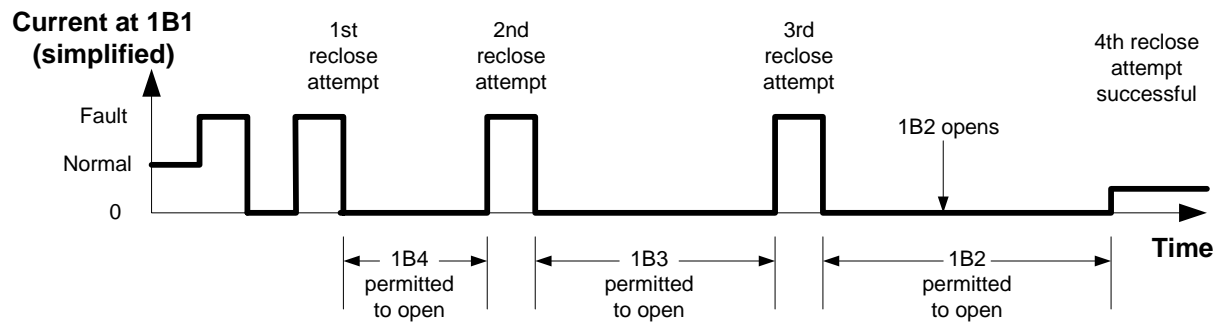 Current at 1B1
(simplified)
1st
reclose
attempt
2nd
reclose
attempt
3rd
reclose
attempt
4th reclose
attempt
successful
Fault
1B2 opens
Normal
0
Time
1B4
permitted
to open
1B3
permitted
to open
1B2
permitted
to open